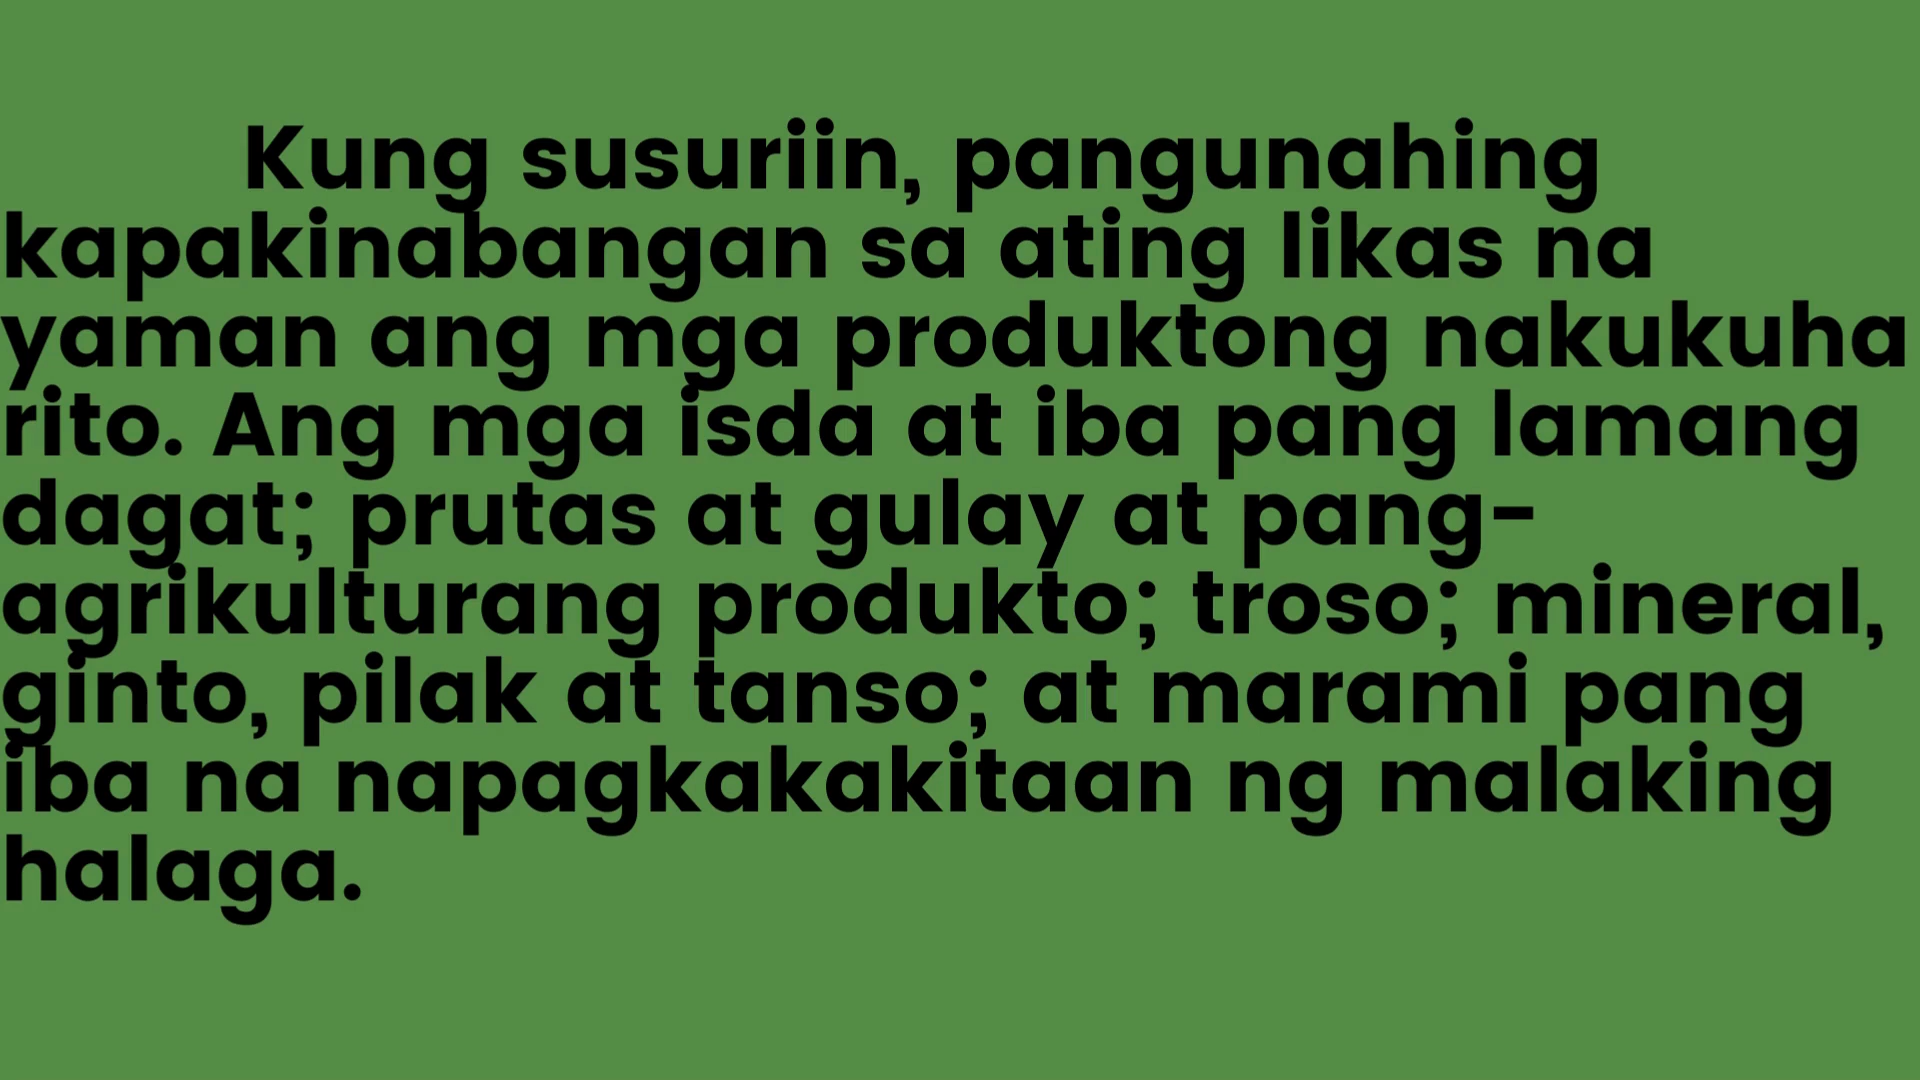 Kung susuriin, pangunahing
kapakinabangan sa ating likas na
yaman ang mga produktong nakukuha
rito. Ang mga isda at iba pang lamang
dagat; prutas at gulay at pang-
agrikulturang produkto; troso; mineral,
ginto, pilak at tanso; at marami pang
iba na napagkakakitaan ng malaking
halaga.